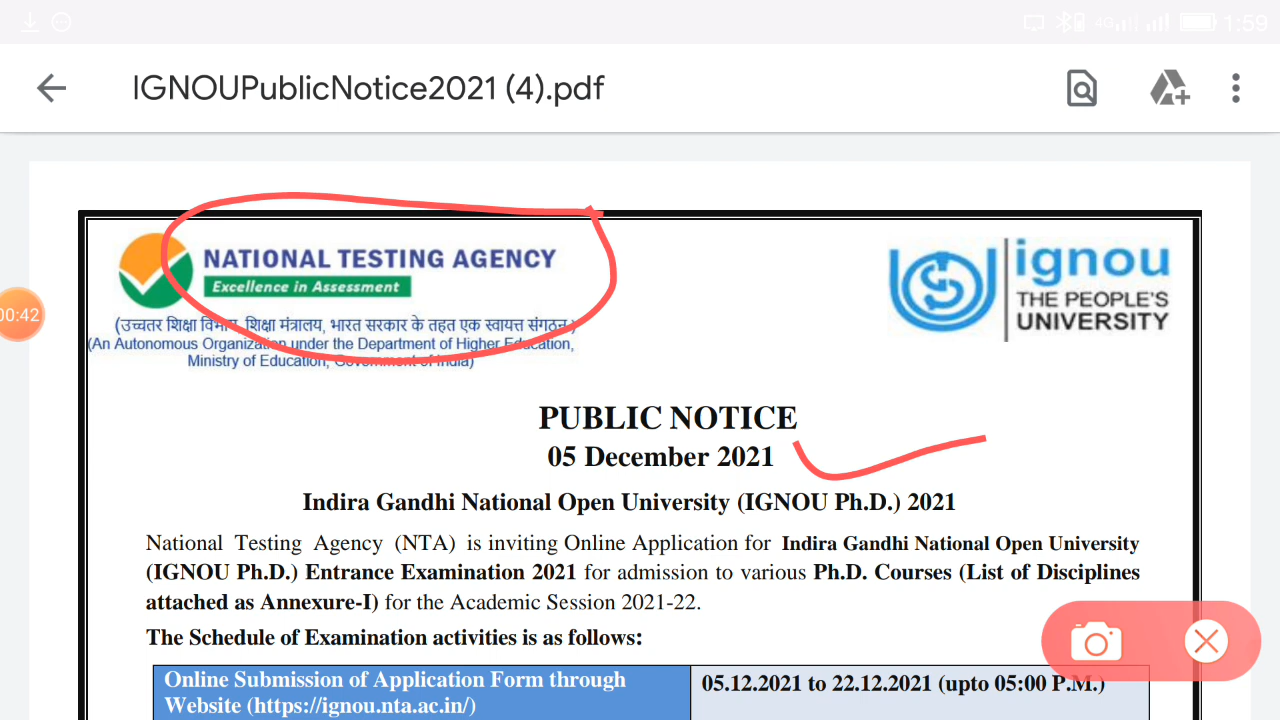 1:59
4G
IGNOUPublicNotice2021 (4).pdf
NATIONAL TESTING AGENCY
Excellence in Assessment
(उच्चतर शिक्षा विभाग, शिक्षा मंत्रालय, भारत सरकार के तहत एक स्वायत्त संगठन)
(An Autonomous Organization under the Department of Higher Education,
Ministry of Education, Government of India)
ignou
THE PEOPLE'S
UNIVERSITY
00:42
PUBLIC NOTICE
05 December 2021
Indira Gandhi National Open University (IGNOU Ph.D.) 2021
National Testing Agency (NTA) is inviting Online Application for Indira Gandhi National Open University
(IGNOU Ph.D.) Entrance Examination 2021 for admission to various Ph.D. Courses (List of Disciplines
attached as Annexure-I) for the Academic Session 2021-22.
The Schedule of Examination activities is as follows:
Online Submission of Application Form through
Website (https://ignou.nta.ac.in/)
05.12.2021 to 22.12.2021 (upto 05:00 P.M.)